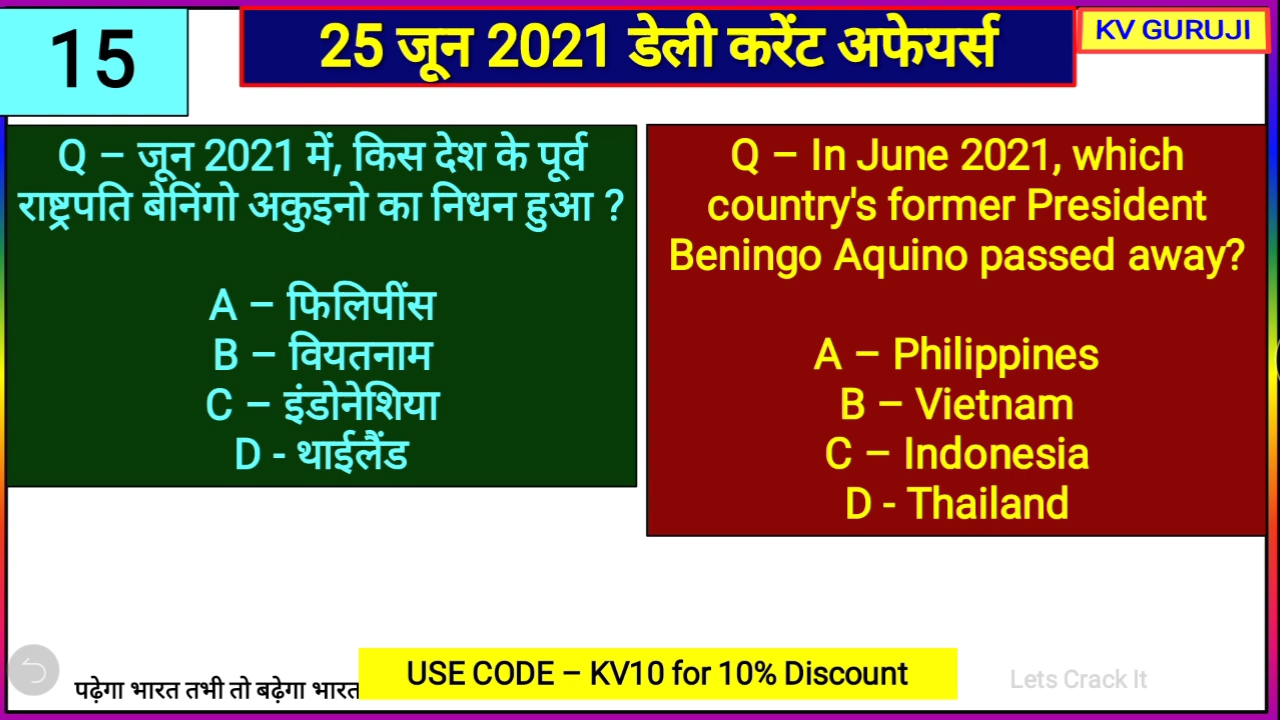 15
25 जून 2021 डेली करेंट अफेयर्स
KV GURUJI
Q – जून 2021 में, किस देश के पूर्व
राष्ट्रपति बेनिंगो अकुइनो का निधन हुआ ?
A – फिलिपींस
B – वियतनाम
C – इंडोनेशिया
D - थाईलैंड
Q – In June 2021, which
country's former President
Beningo Aquino passed away?
A – Philippines
B – Vietnam
C – Indonesia
D - Thailand
पढ़ेगा भारत तभी तो बढ़ेगा भारत
USE CODE – KV10 for 10% Discount
Lets Crack It